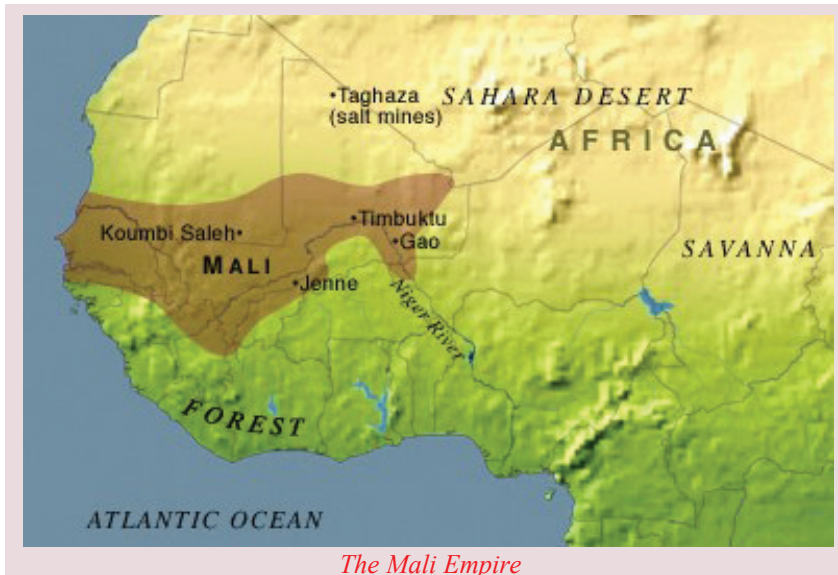 •Taghaza
(salt mines)
SAHARA DESERT
AFRICA
•Timbuktu
Koumbi Saleh•
•Gao
SAVANNA
MALI
•Jenne
Niger River
FOREST
ATLANTIC OCEAN
The Mali Empire